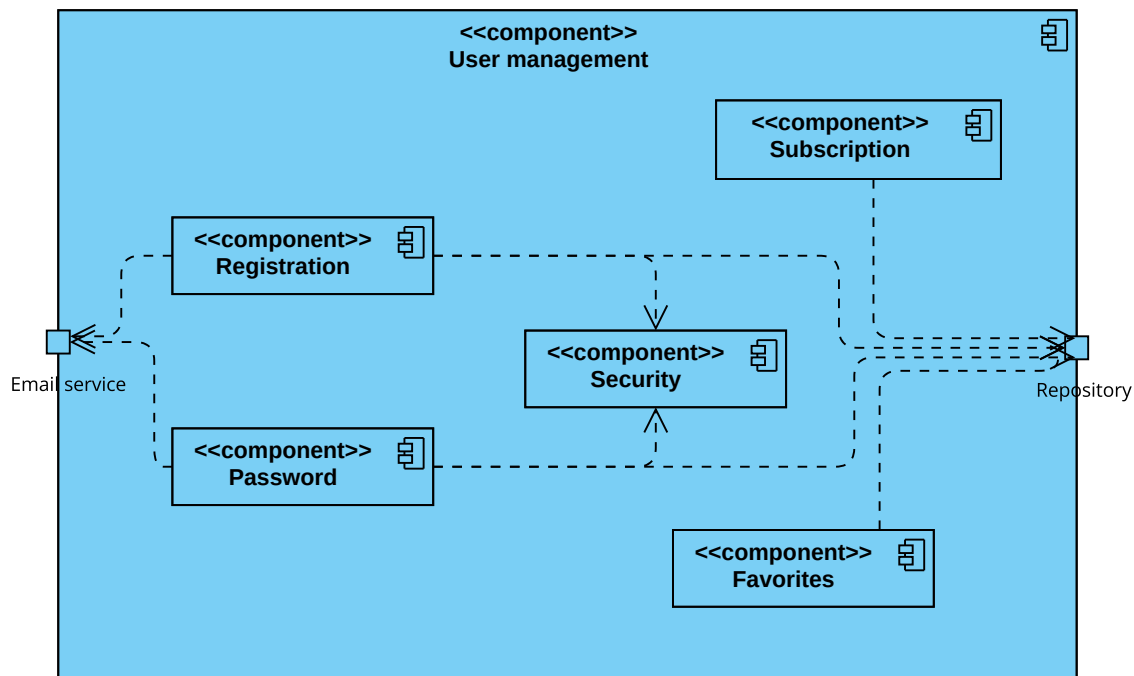 <<component>>
User management
<<component>>
Subscription
<<component>>
Registration
<<component>>
Security
Email service
Repository
<<component>>
Password
<<component>>
Favorites